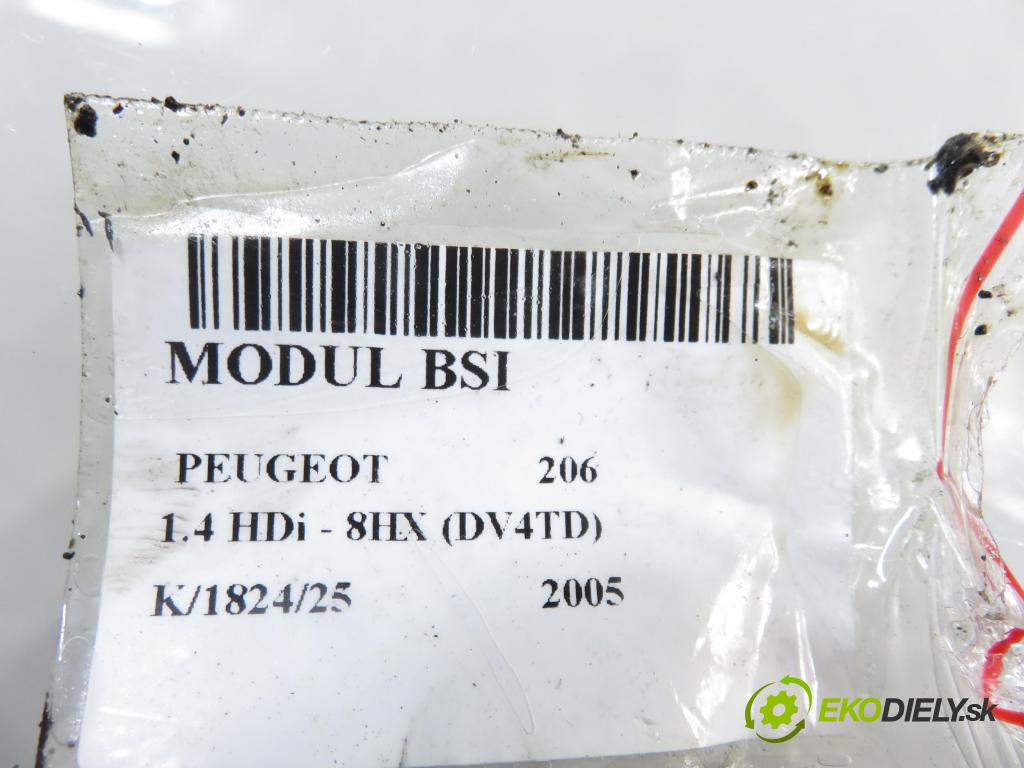 MODUL BSI
PEUGEOT 206
1.4 HDi - 8HX (DV4TD)
K/1824/25 2005
EKODIELY.sk